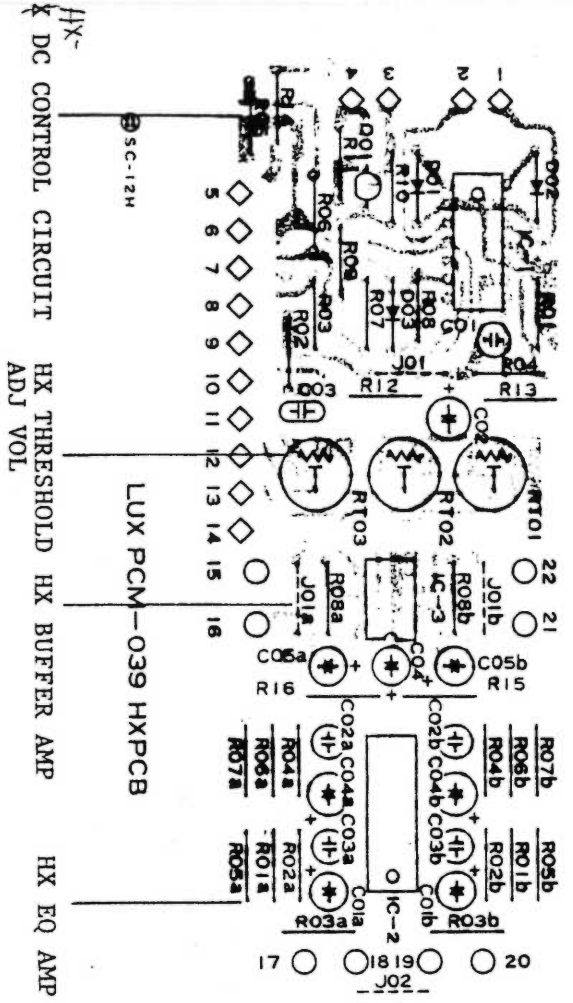 HX-
DC CONTROL CIRCUIT
HX THRESHOLD
ADJ VOL
HX BUFFER AMP
HX EQ AMP
SC-12H
LUX PCM-039 HXPCB
4 3 2 1
D02
IC-1
R10
R11
R06
R09
R03
R02
R07
D03
R08
C01
R01
R04
J01
R12
R13
C03
C02
RT03
RT02
RT01
5
6
7
8
9
10
11
12
13
14
15
16
22
21
J01a
R08a
IC-3
R08b
J01b
C05a
C04
C05b
R16
R15
R07a
R06a
R04a
C02a
C04a
C02b
C04b
R04b
R06b
R07b
R05a
R01a
R02a
C03a
C03b
R02b
R01b
R05b
R03a
C01a
IC-2
C01b
R03b
17
18 19
20
J02